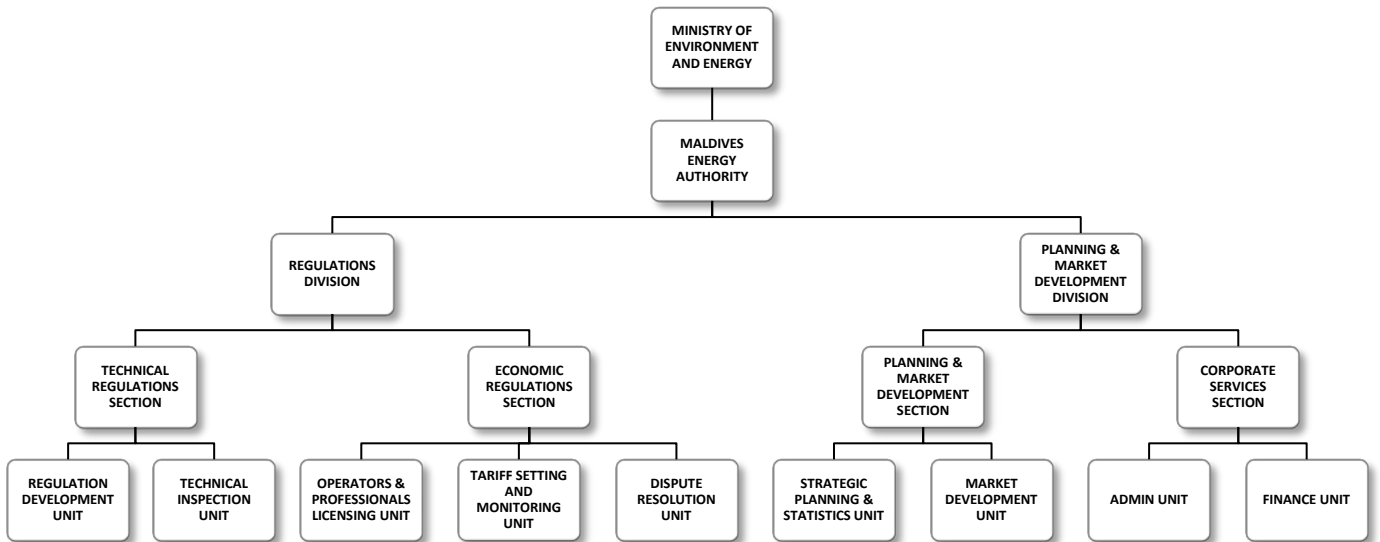 MINISTRY OF
ENVIRONMENT
AND ENERGY
MALDIVES
ENERGY
AUTHORITY
REGULATIONS
DIVISION
PLANNING &
MARKET
DEVELOPMENT
DIVISION
TECHNICAL
REGULATIONS
SECTION
ECONOMIC
REGULATIONS
SECTION
PLANNING &
MARKET
DEVELOPMENT
SECTION
CORPORATE
SERVICES
SECTION
REGULATION
DEVELOPMENT
UNIT
TECHNICAL
INSPECTION
UNIT
OPERATORS &
PROFESSIONALS
LICENSING UNIT
TARIFF SETTING
AND
MONITORING
UNIT
DISPUTE
RESOLUTION
UNIT
STRATEGIC
PLANNING &
STATISTICS UNIT
MARKET
DEVELOPMENT
UNIT
ADMIN UNIT
FINANCE UNIT